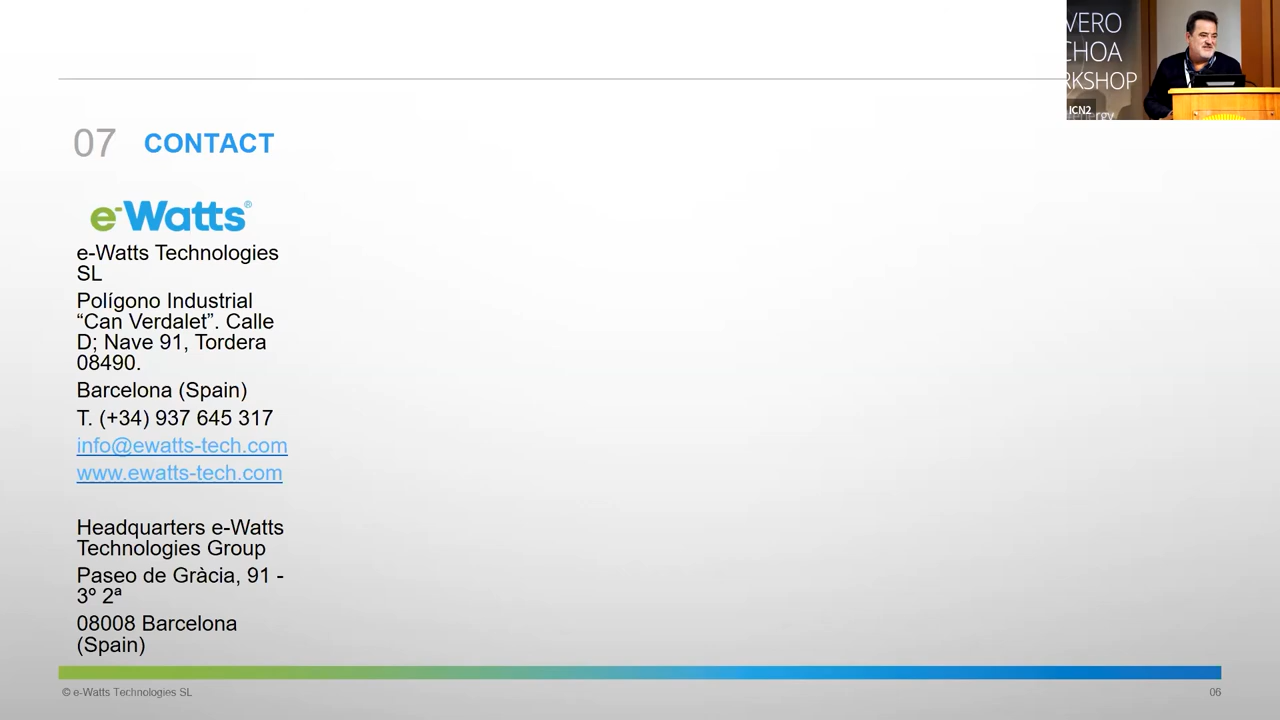 VERO
CHOA
RKSHOP
ICN2
energy
07 CONTACT
e-Watts®
e-Watts Technologies
SL
Polígono Industrial
“Can Verdalet”. Calle
D; Nave 91, Tordera
08490.
Barcelona (Spain)
T. (+34) 937 645 317
info@ewatts-tech.com
www.ewatts-tech.com
Headquarters e-Watts
Technologies Group
Paseo de Gràcia, 91 -
3º 2ª
08008 Barcelona
(Spain)
© e-Watts Technologies SL
06